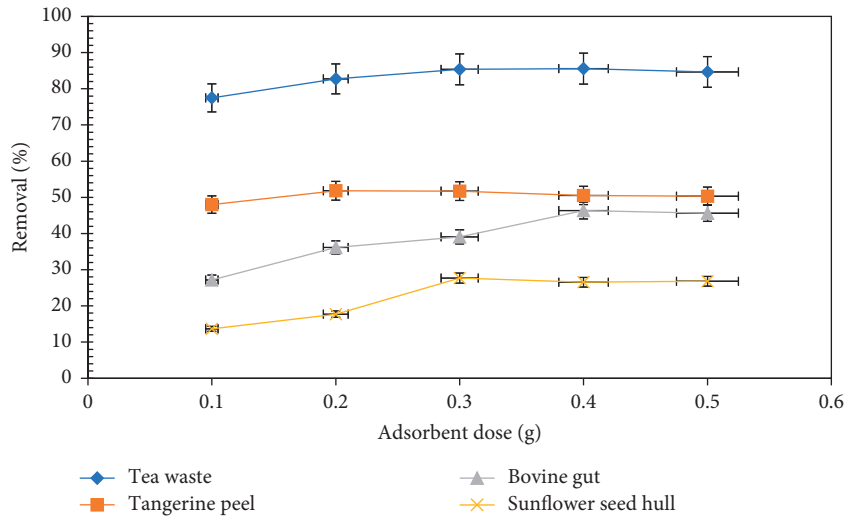 100
90
80
70
60
50
40
30
20
10
0
Removal (%)
0 0.1 0.2 0.3 0.4 0.5 0.6
Adsorbent dose (g)
Tea waste Bovine gut
Tangerine peel Sunflower seed hull